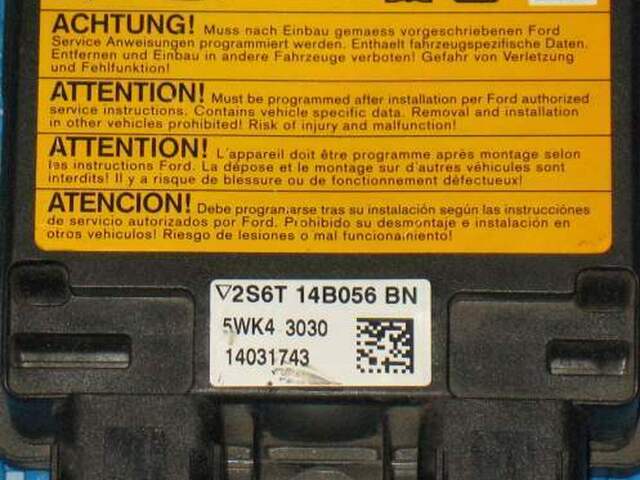 ACHTUNG! Muss nach Einbau gemaess vorgeschriebenen Ford
Service Anweisungen programmiert werden. Enthaelt fahrzeugspezifische Daten.
Entfernen und Einbau in andere Fahrzeuge verboten! Gefahr von Verletzung
und Fehlfunktion!
ATTENTION! Must be programmed after installation per Ford authorized
service instructions. Contains vehicle specific data. Removal and installation
in other vehicles prohibited! Risk of injury and malfunction!
ATTENTION! L'appareil doit être programme après montage selon
les instructions Ford. La dépose et le montage sur d'autres véhicules sont
interdits! Il y a risque de blessure ou de fonctionnement défectueux!
ATENCION! Debe programarse tras su instalación según las instrucciónes
de servicio autorizados por Ford. Prohibido su desmontaje e instalación en
otros vehiculos! Riesgo de lesiones o mal funcionamiento!
▽2S6T 14B056 BN
5WK4 3030
14031743